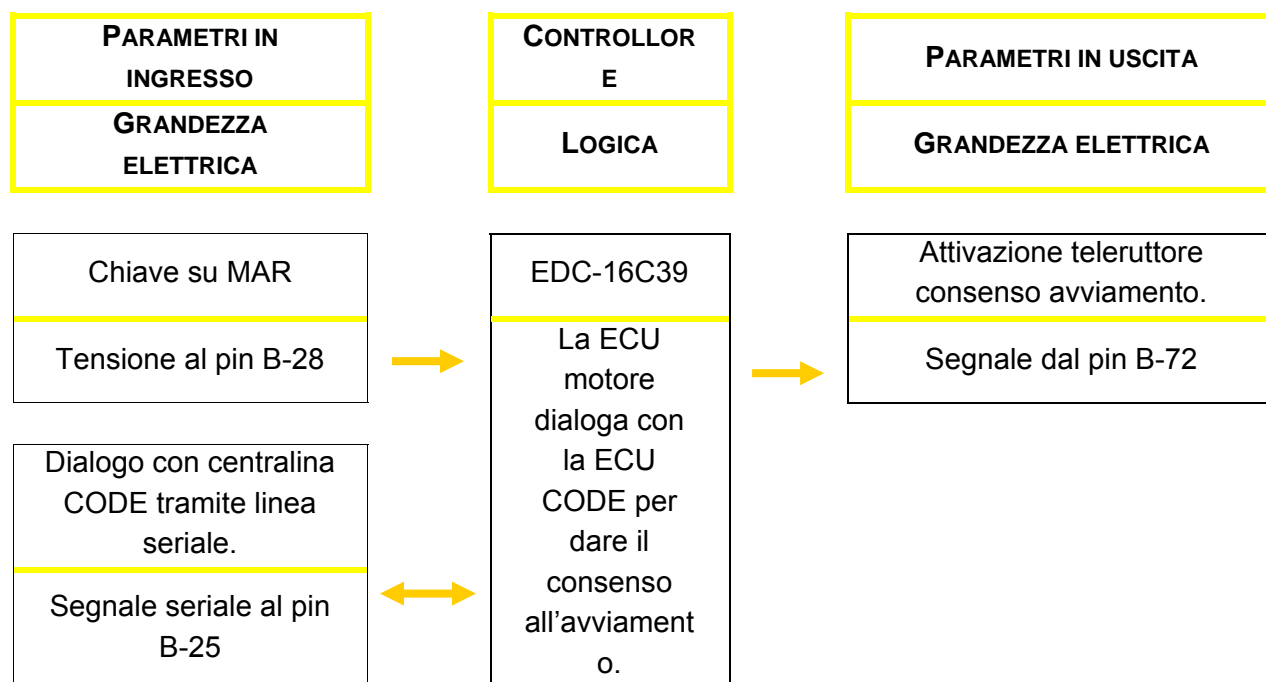 PARAMETRI IN
INGRESSO
GRANDEZZA
ELETTRICA
CONTROLLOR
E
LOGICA
PARAMETRI IN USCITA
GRANDEZZA ELETTRICA
Chiave su MAR
Tensione al pin B-28
Dialogo con centralina
CODE tramite linea
seriale.
Segnale seriale al pin
B-25
EDC-16C39
La ECU
motore
dialoga con
la ECU
CODE per
dare il
consenso
all’avviament
o.
Attivazione teleruttore
consenso avviamento.
Segnale dal pin B-72